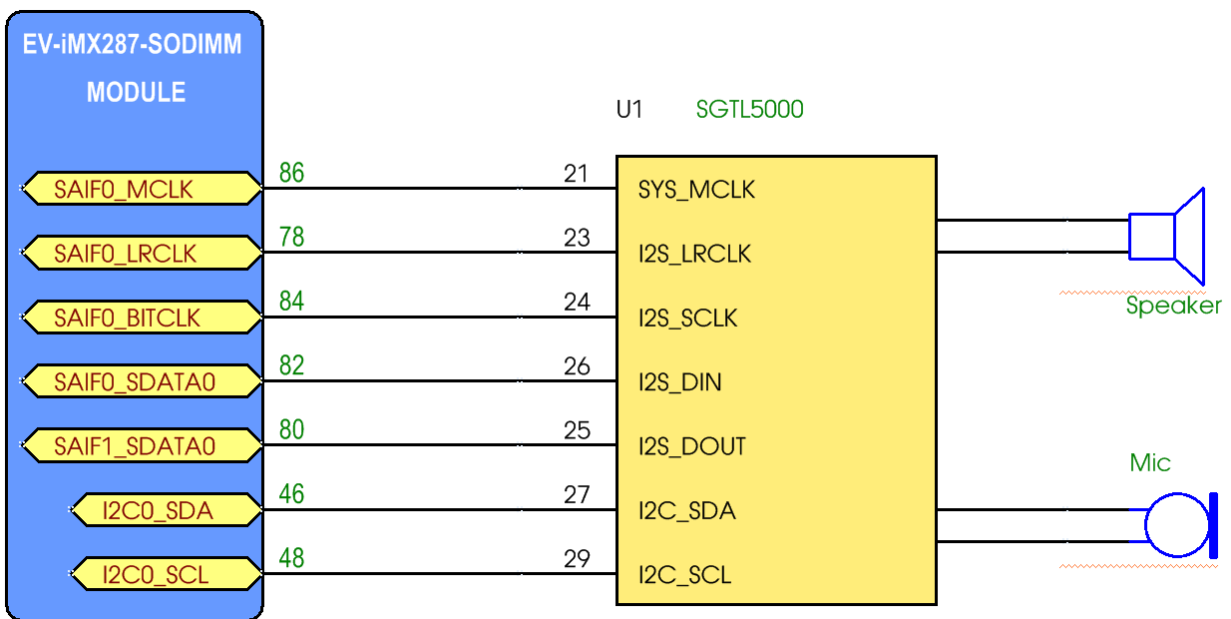 EV-iMX287-SODIMM
MODULE
U1 SGTL5000
SAIF0_MCLK 86 21 SYS_MCLK
SAIF0_LRCLK 78 23 I2S_LRCLK
SAIF0_BITCLK 84 24 I2S_SCLK
Speaker
SAIF0_SDATA0 82 26 I2S_DIN
SAIF1_SDATA0 80 25 I2S_DOUT
Mic
I2C0_SDA 46 27 I2C_SDA
I2C0_SCL 48 29 I2C_SCL